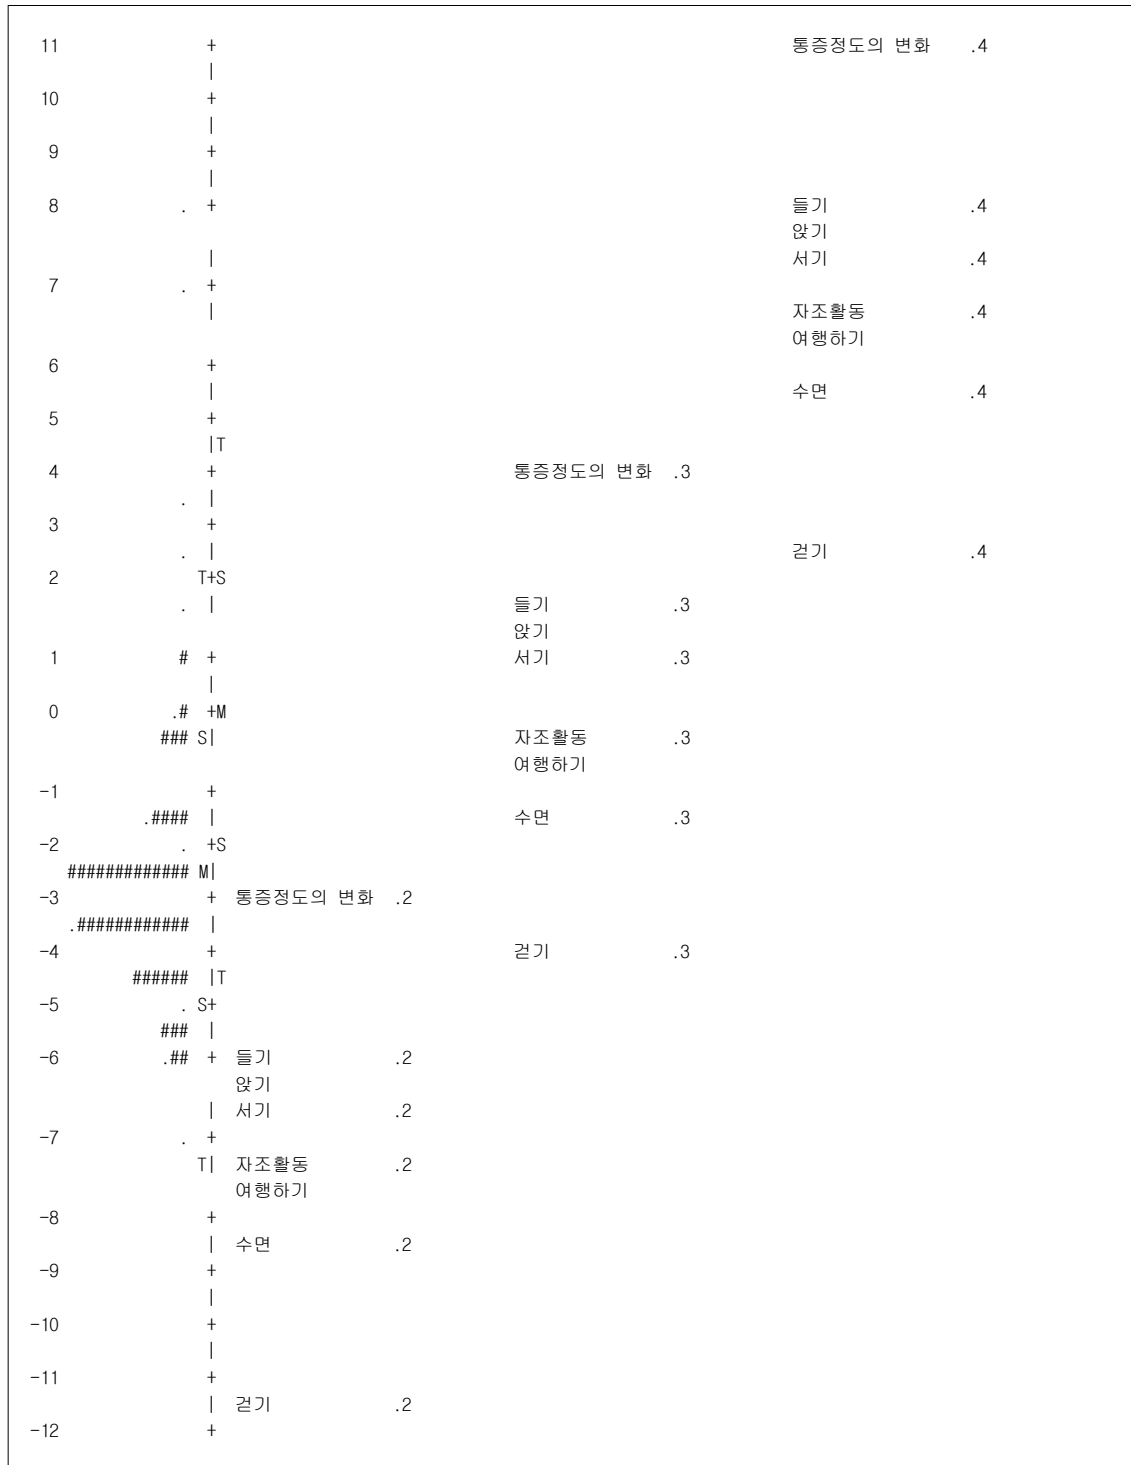 11 + 통증정도의 변화 .4
|
10 +
|
9 +
|
8 . + 들기 .4
앉기
| 서기 .4
7 . +
| 자조활동 .4
여행하기
6 +
| 수면 .4
5 +
|T
4 + 통증정도의 변화 .3
. |
3 +
. | 걷기 .4
2 T+S
. | 들기 .3
앉기
1 # + 서기 .3
|
0 .# +M
### S| 자조활동 .3
여행하기
-1 +
.#### | 수면 .3
-2 . +S
############# M|
-3 + 통증정도의 변화 .2
.############ |
-4 + 걷기 .3
###### |T
-5 . S+
### |
-6 .## + 들기 .2
앉기
| 서기 .2
-7 . +
T| 자조활동 .2
여행하기
-8 +
| 수면 .2
-9 +
|
-10 +
|
-11 +
| 걷기 .2
-12 +